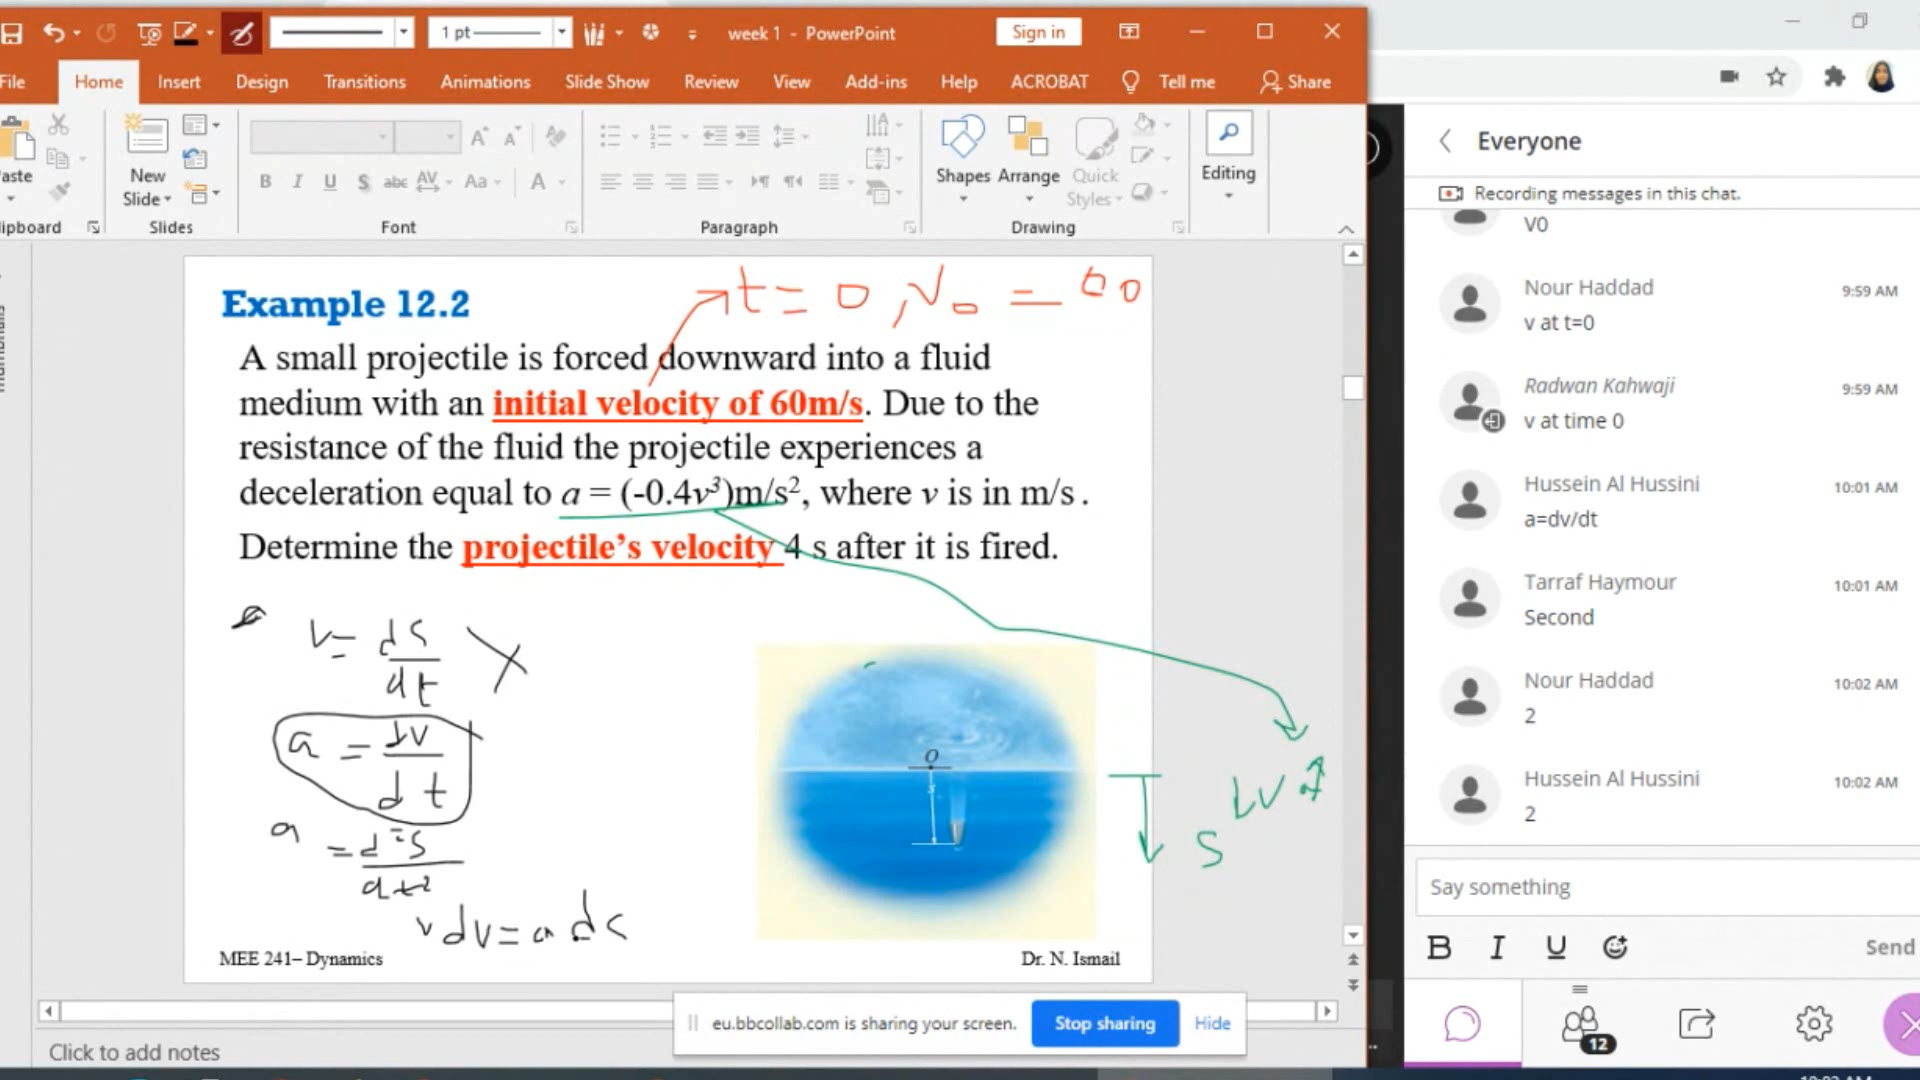 1 pt
week 1 - PowerPoint
Sign in
File
Home
Insert
Design
Transitions
Animations
Slide Show
Review
View
Add-ins
Help
ACROBAT
Tell me
Share
New
Slide
Slides
B I U S abc AV Aa A
Font
Paragraph
Shapes
Arrange
Quick
Styles
Drawing
Editing
Example 12.2
t = 0, V₀ = 60
A small projectile is forced downward into a fluid
medium with an initial velocity of 60m/s. Due to the
resistance of the fluid the projectile experiences a
deceleration equal to a = (-0.4v³)m/s², where v is in m/s .
Determine the projectile's velocity 4 s after it is fired.
v = ds
dt
a = dv
dt
a = d²s
dt²
v dv = a ds
O
s
S
MEE 241– Dynamics
Dr. N. Ismail
eu.bbcollab.com is sharing your screen.
Stop sharing
Hide
Click to add notes
Everyone
Recording messages in this chat.
V0
Nour Haddad 9:59 AM
v at t=0
Radwan Kahwaji 9:59 AM
v at time 0
Hussein Al Hussini 10:01 AM
a=dv/dt
Tarraf Haymour 10:01 AM
Second
Nour Haddad 10:02 AM
2
Hussein Al Hussini 10:02 AM
2
Say something
B I U
Send
12